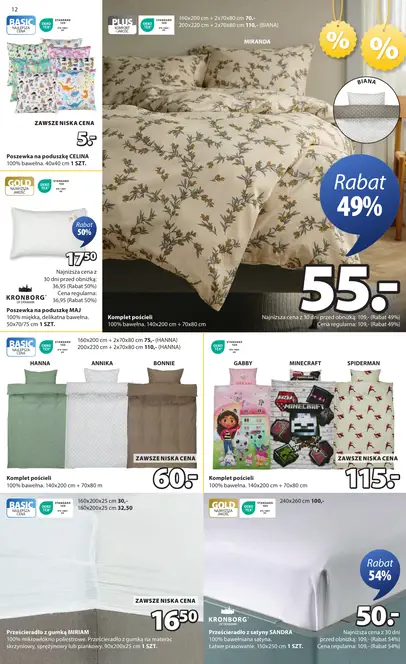 12
BASIC
NAJLEPSZA
CENA
OEKO
TEX
STANDARD
100
ZAWSZE NISKA CENA
5.-
Poszewka na poduszkę CELINA
100% bawełna. 40x40 cm 1 SZT.
PLUS
KOMFORT
I JAKOŚĆ
OEKO
TEX
STANDARD
100
160x200 cm + 2x70x80 cm 70,-
200x220 cm + 2x70x80 cm 110,- (BIANA)
MIRANDA
%
%
BIANA
Rabat
49%
55.-
Komplet pościeli
100% bawełna. 140x200 cm + 70x80 cm
Najniższa cena z 30 dni przed obniżką: 109,- (Rabat 49%)
Cena regularna: 109,- (Rabat 49%)
GOLD
NAJWYŻSZA
JAKOŚĆ
OEKO
TEX
STANDARD
100
Rabat
50%
17.50
Najniższa cena z
30 dni przed obniżką:
36,95 (Rabat 50%)
Cena regularna:
36,95 (Rabat 50%)
KRONBORG
Poszewka na poduszkę MAJ
100% miękka, delikatna bawełna.
50x70/75 cm 1 SZT.
BASIC
NAJLEPSZA
CENA
OEKO
TEX
STANDARD
100
160x200 cm + 2x70x80 cm 75,-
200x220 cm + 2x70x80 cm 110,- (HANNA)
HANNA
ANNIKA
BONNIE
ZAWSZE NISKA CENA
60.-
Komplet pościeli
100% bawełna. 140x200 cm + 70x80 m
GABBY
MINECRAFT
SPIDERMAN
MINECRAFT
ZAWSZE NISKA CENA
115.-
Komplet pościeli
100% bawełna. 140x200 cm + 70x80 cm
BASIC
NAJLEPSZA
CENA
OEKO
TEX
STANDARD
100
160x200x25 cm 30,-
180x200x25 cm 32,50
ZAWSZE NISKA CENA
16.50
Prześcieradło z gumką MIRIAM
100% mikrowłókno poliestrowe. Prześcieradło z gumką na materac
skrzyniowy, sprężynowy lub piankowy. 90x200x25 cm 1 SZT.
GOLD
NAJWYŻSZA
JAKOŚĆ
OEKO
TEX
STANDARD
100
240x260 cm 100,-
Rabat
54%
50.-
KRONBORG
Prześcieradło z satyny SANDRA
100% bawełniana satyna.
Łatwe prasowanie. 150x250 cm 1 SZT.
Najniższa cena z 30 dni
przed obniżką: 109,- (Rabat 54%)
Cena regularna: 109,- (Rabat 54%)